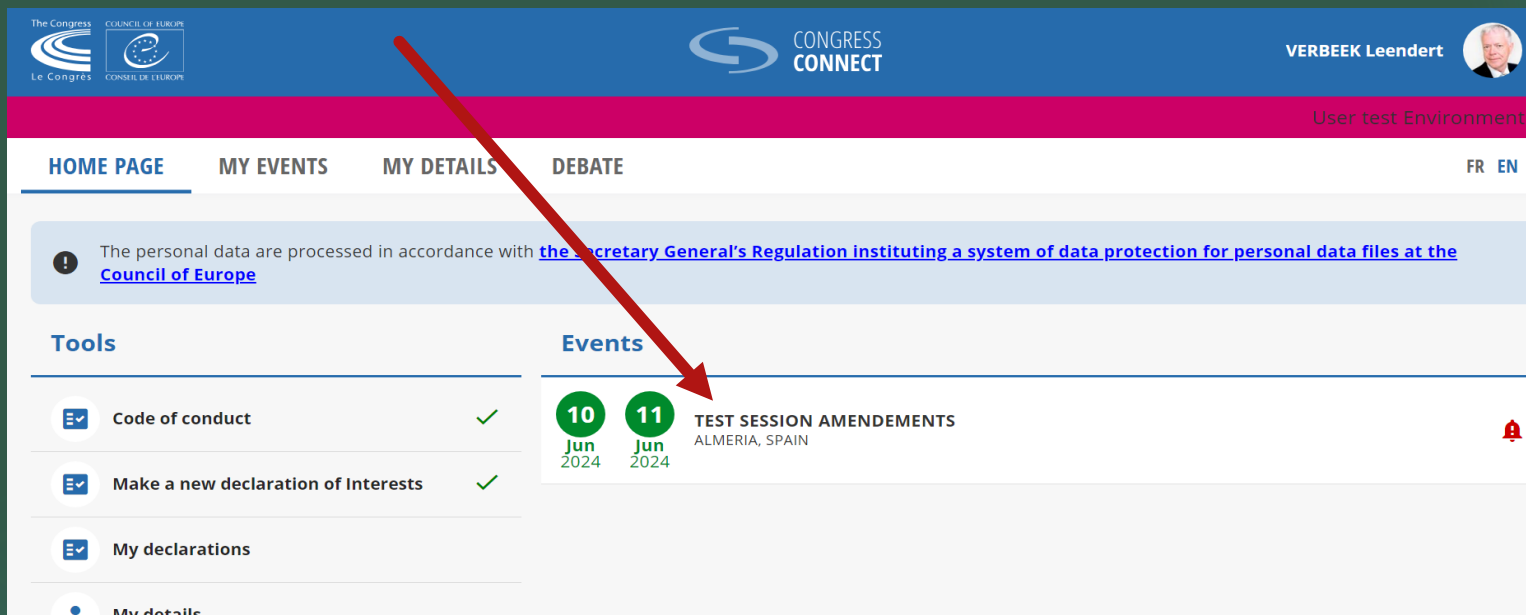 The Congress
Le Congrès
COUNCIL OF EUROPE
CONSEIL DE L'EUROPE
CONGRESS
CONNECT
VERBEEK Leendert
User test Environment
HOME PAGE MY EVENTS MY DETAILS DEBATE FR EN
The personal data are processed in accordance with the Secretary General’s Regulation instituting a system of data protection for personal data files at the
Council of Europe
Tools
Code of conduct
Make a new declaration of Interests
My declarations
My details
Events
10 11
Jun Jun
2024 2024
TEST SESSION AMENDEMENTS
ALMERIA, SPAIN